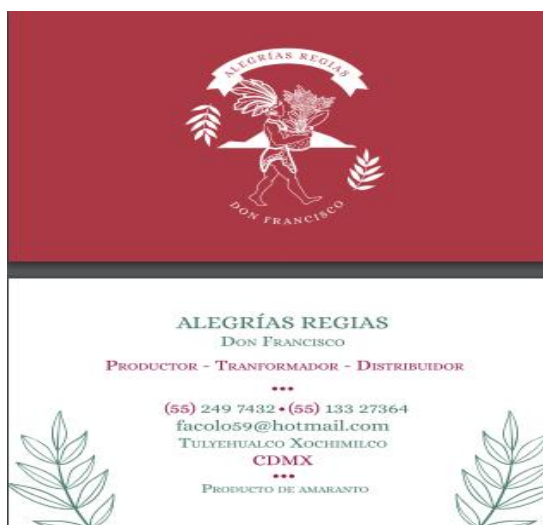 ALEGRÍAS REGIAS
DON FRANCISCO
ALEGRÍAS REGIAS
DON FRANCISCO
PRODUCTOR - TRANFORMADOR - DISTRIBUIDOR
(55) 249 7432 • (55) 133 27364
facolo59@hotmail.com
TULYEHUALCO XOCHIMILCO
CDMX
PRODUCTO DE AMARANTO